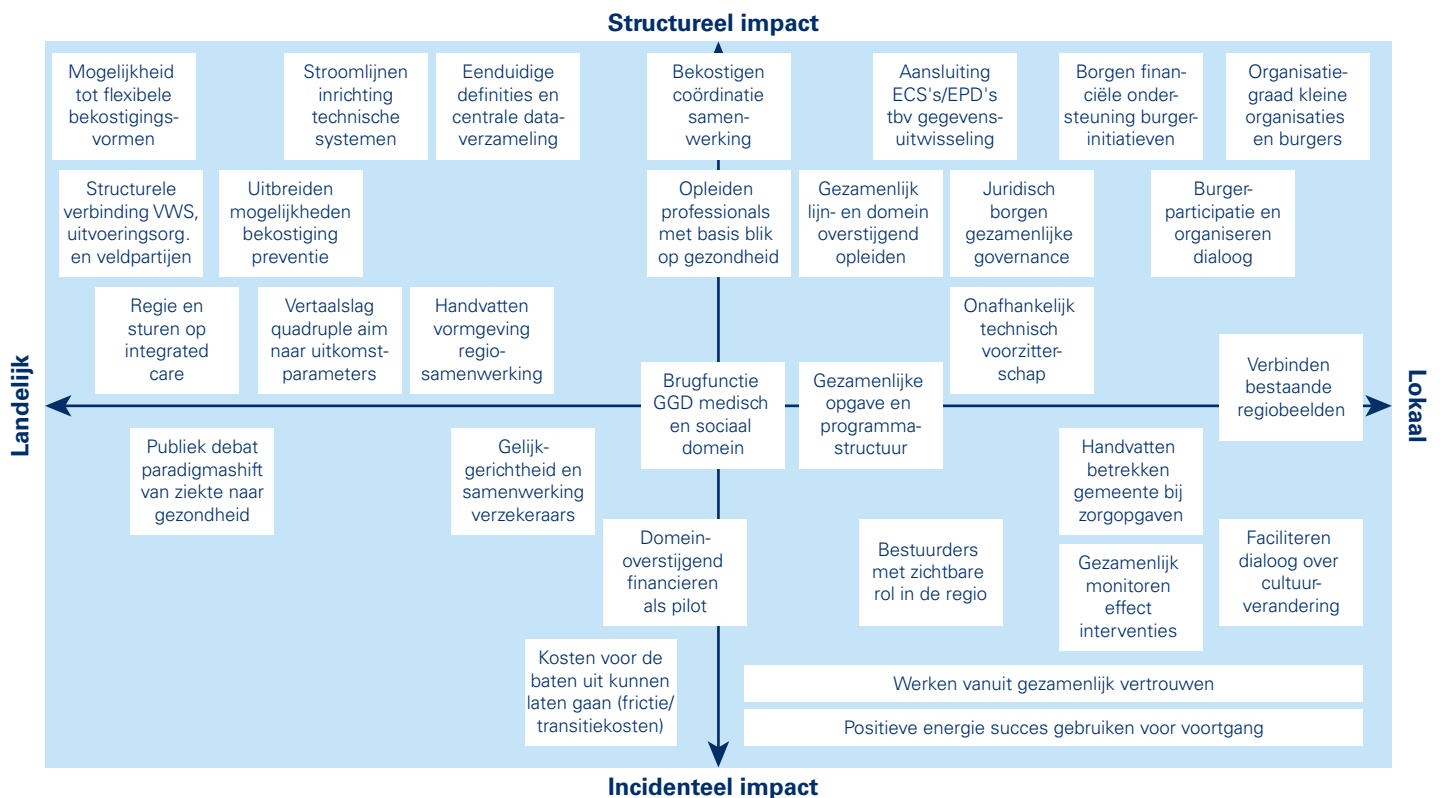 Structureel impact
Mogelijkheid
tot flexibele
bekostigings-
vormen
Stroomlijnen
inrichting
technische
systemen
Eenduidige
definities en
centrale data-
verzameling
Bekostigen
coördinatie
samen-
werking
Aansluiting
ECS's/EPD's
tbv gegevens-
uitwisseling
Borgen finan-
ciële onder-
steuning burger-
initiatieven
Organisatie-
graad kleine
organisaties
en burgers
Structurele
verbinding VWS,
uitvoeringsorg.
en veldpartijen
Uitbreiden
mogelijkheden
bekostiging
preventie
Opleiden
professionals
met basis blik
op gezondheid
Gezamenlijk
lijn- en domein
overstijgend
opleiden
Juridisch
borgen
gezamenlijke
governance
Burger-
participatie en
organiseren
dialoog
Regie en
sturen op
integrated
care
Vertaalslag
quadruple aim
naar uitkomst-
parameters
Handvatten
vormgeving
regio-
samenwerking
Onafhankelijk
technisch
voorzitter-
schap
Verbinden
bestaande
regiobeelden
Landelijk
Brugfunctie
GGD medisch
en sociaal
domein
Gezamenlijke
opgave en
programma-
structuur
Lokaal
Publiek debat
paradigmashift
van ziekte naar
gezondheid
Gelijk-
gerichtheid en
samenwerking
verzekeraars
Handvatten
betrekken
gemeente bij
zorgopgaven
Domein-
overstijgend
financieren
als pilot
Bestuurders
met zichtbare
rol in de regio
Gezamenlijk
monitoren
effect
interventies
Faciliteren
dialoog over
cultuur-
verandering
Kosten voor de
baten uit kunnen
laten gaan (frictie/
transitiekosten)
Werken vanuit gezamenlijk vertrouwen
Positieve energie succes gebruiken voor voortgang
Incidenteel impact